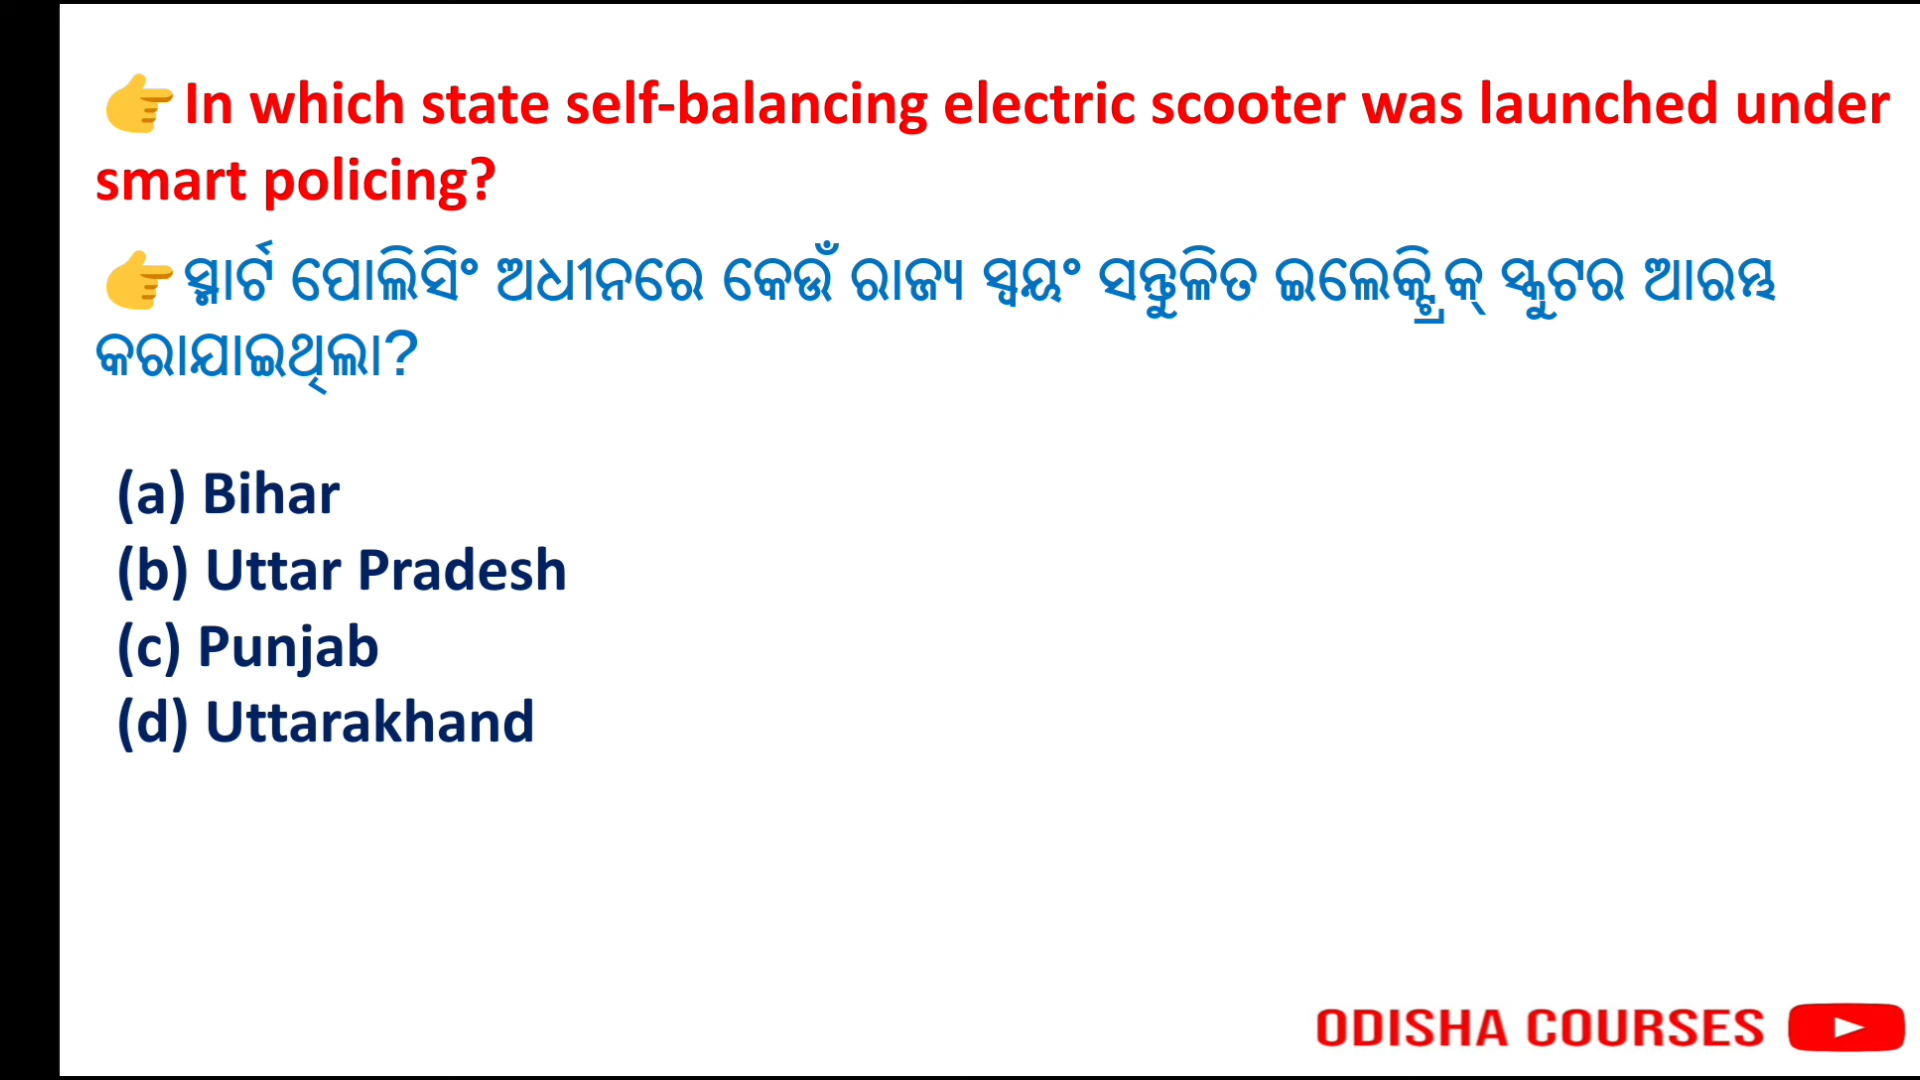 👉In which state self-balancing electric scooter was launched under
smart policing?
👉ସ୍ମାର୍ଟ ପୋଲିସିଂ ଅଧୀନରେ କେଉଁ ରାଜ୍ୟ ସ୍ୱୟଂ ସନ୍ତୁଳିତ ଇଲେକ୍ଟ୍ରିକ୍ ସ୍କୁଟର ଆରମ୍ଭ
କରାଯାଇଥିଲା?
(a) Bihar
(b) Uttar Pradesh
(c) Punjab
(d) Uttarakhand
ODISHA COURSES